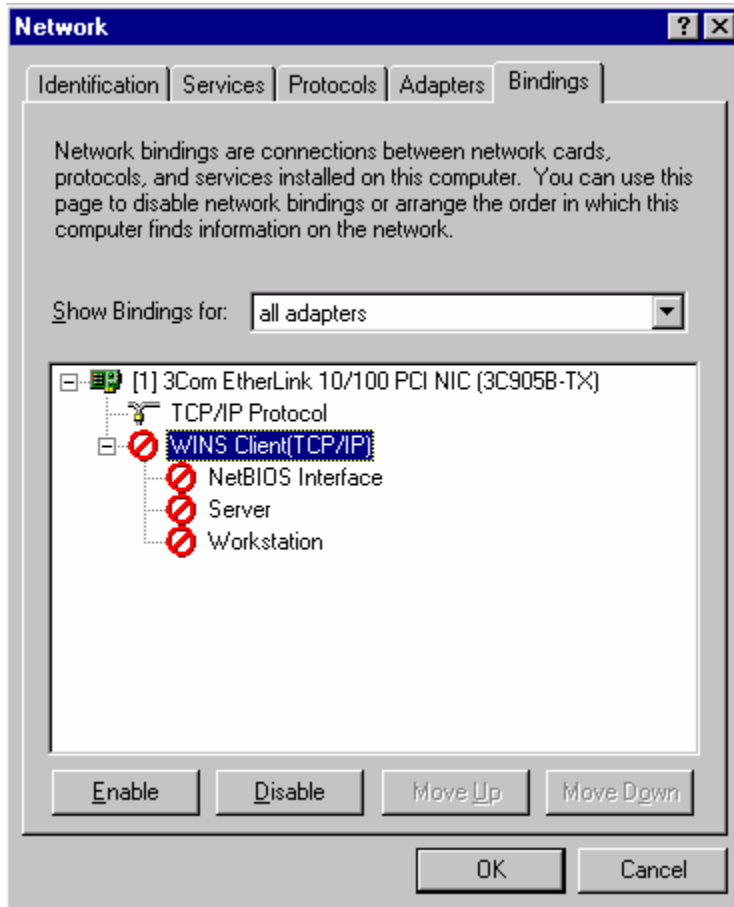 Network
Identification Services Protocols Adapters Bindings
Network bindings are connections between network cards,
protocols, and services installed on this computer. You can use this
page to disable network bindings or arrange the order in which this
computer finds information on the network.
Show Bindings for: all adapters
[1] 3Com EtherLink 10/100 PCI NIC (3C905B-TX)
TCP/IP Protocol
WINS Client(TCP/IP)
NetBIOS Interface
Server
Workstation
Enable Disable Move Up Move Down
OK Cancel